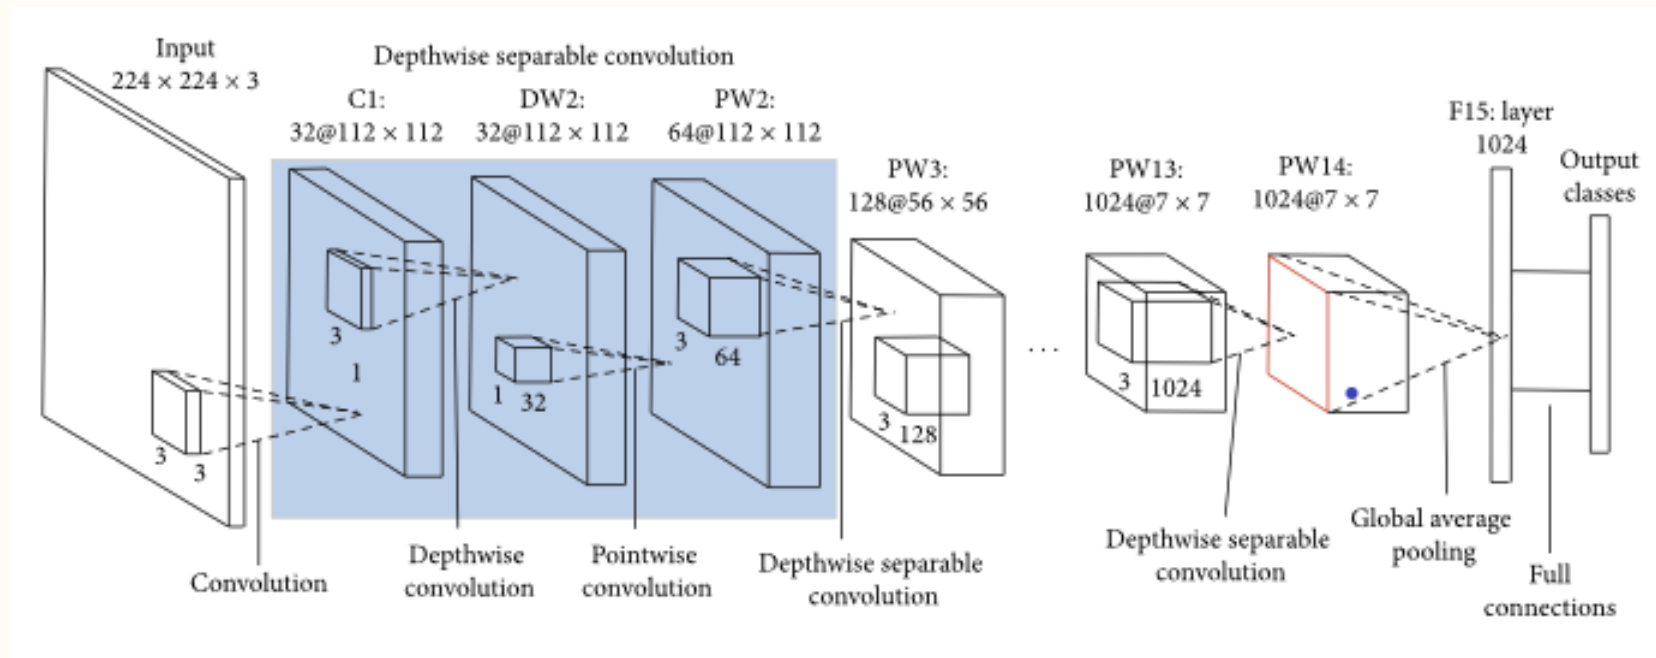 Input
224 × 224 × 3
Depthwise separable convolution
C1:
32@112 × 112
DW2:
32@112 × 112
PW2:
64@112 × 112
PW3:
128@56 × 56
PW13:
1024@7 × 7
PW14:
1024@7 × 7
F15: layer
1024
Output
classes
3
3
3
1
1 32
3
64
3
128
...
3
1024
Convolution
Depthwise
convolution
Pointwise
convolution
Depthwise separable
convolution
Depthwise separable
convolution
Global average
pooling
Full
connections